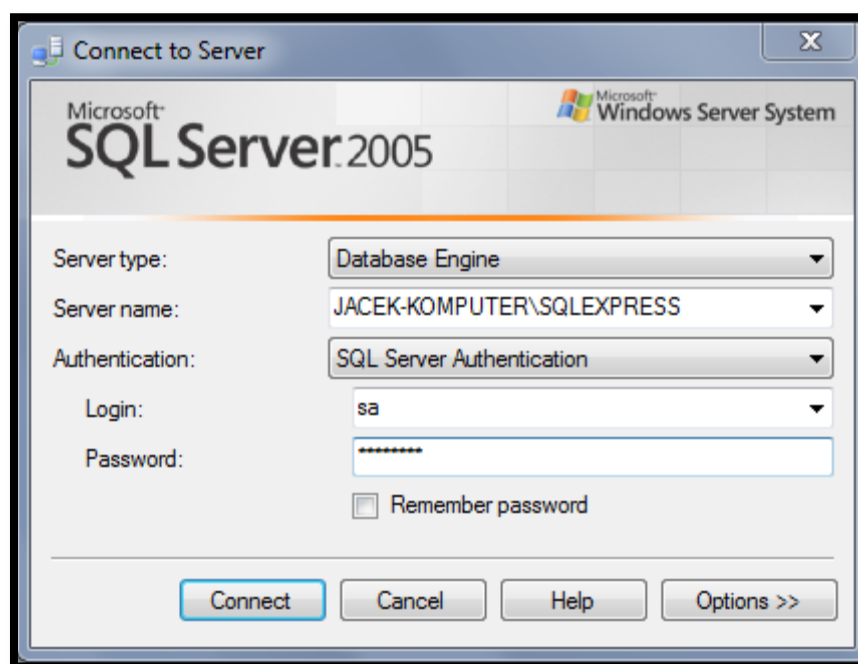 Connect to Server
Microsoft
SQL Server 2005
Microsoft
Windows Server System
Server type:
Database Engine
Server name:
JACEK-KOMPUTER\SQLEXPRESS
Authentication:
SQL Server Authentication
Login:
sa
Password:
********
Remember password
Connect
Cancel
Help
Options >>